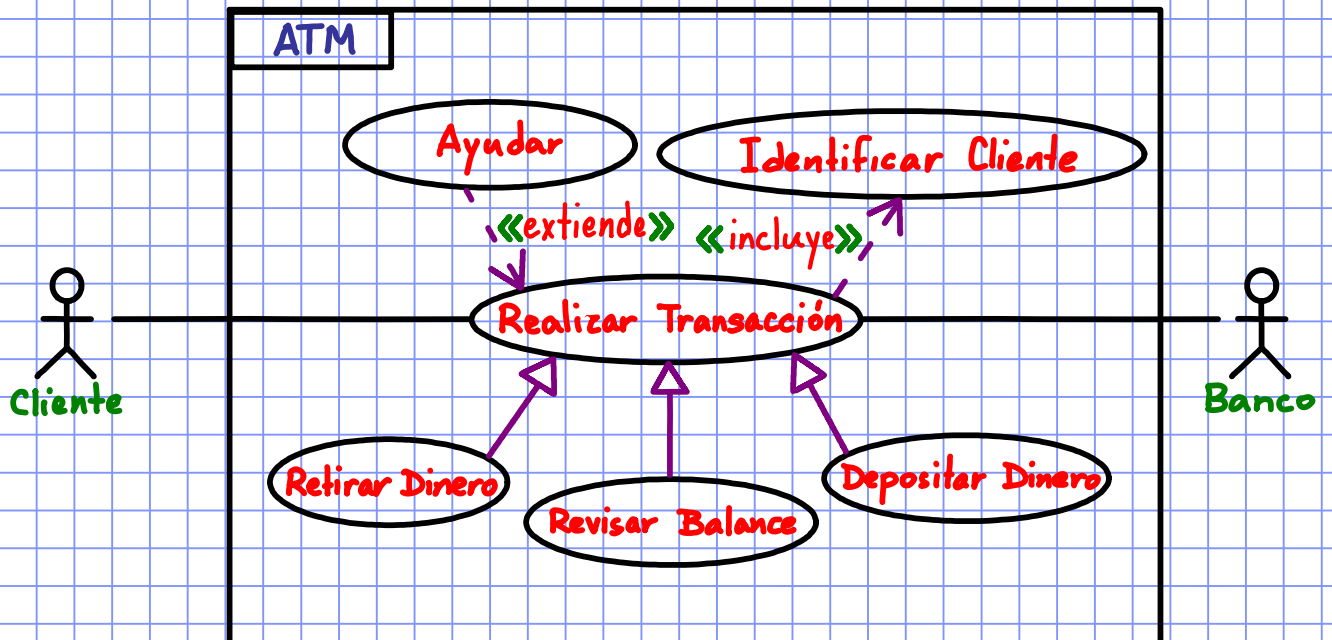 ATM
Ayudar
Identificar Cliente
«extiende»
«incluye»
Realizar Transacción
Cliente
Banco
Retirar Dinero
Revisar Balance
Depositar Dinero